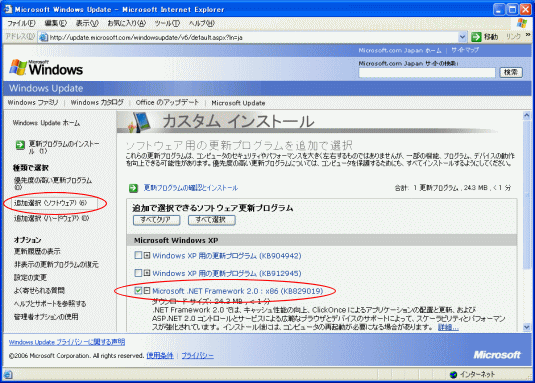 Microsoft Windows Update - Microsoft Internet Explorer
ファイル(F) 編集(E) 表示(V) お気に入り(A) ツール(T) ヘルプ(H)
アドレス(D) http://update.microsoft.com/windowsupdate/v6/default.aspx?ln=ja 移動 リンク
Microsoft.com Japan ホーム | サイトマップ
Microsoft Windows
Microsoft.com Japan サイトの検索:
検索
Windows Update
Windows ファミリ | Windows カタログ | Office のアップデート | Microsoft Update
Windows Update ホーム
更新プログラムのインストール (1)
種類で選択
優先度の高い更新プログラム (0)
追加選択 (ソフトウェア) (6)
追加選択 (ハードウェア) (0)
オプション
更新履歴の表示
非表示の更新プログラムの復元
設定の変更
よく寄せられる質問
ヘルプとサポートを参照する
管理者オプションの使用
カスタム インストール
ソフトウェア用の更新プログラムを追加で選択
これらの更新プログラムは、コンピュータのセキュリティやパフォーマンスを大きく左右するものではありませんが、一部の機能、プログラム、デバイスの動作を向上できる可能性があります。優先度の高い更新プログラムについては、コンピュータを保護するためにも、すべてインストールするようにしてください。
更新プログラムの確認とインストール
合計: 1 更新プログラム , 24.3 MB , < 1 分
追加で選択できるソフトウェア更新プログラム
すべてクリア すべて選択
Microsoft Windows XP
Windows XP 用の更新プログラム (KB904942)
Windows XP 用の更新プログラム (KB912945)
Microsoft .NET Framework 2.0 : x86 (KB829019)
ダウンロード サイズ: 24.3 MB , < 1 分
.NET Framework 2.0 では、キャッシュ性能の向上、ClickOnce によるアプリケーションの配置と更新、および
ASP.NET 2.0 コントロールとサービスによる広範なブラウザとデバイスのサポートによって、スケーラビリティとパフォーマンスが強化されています。インストール後には、コンピュータの再起動が必要になる場合があります。 詳細...
Windows Update プライバシーに関する声明
©2006 Microsoft Corporation. All rights reserved. 使用条件 | プライバシー
Microsoft
インターネット